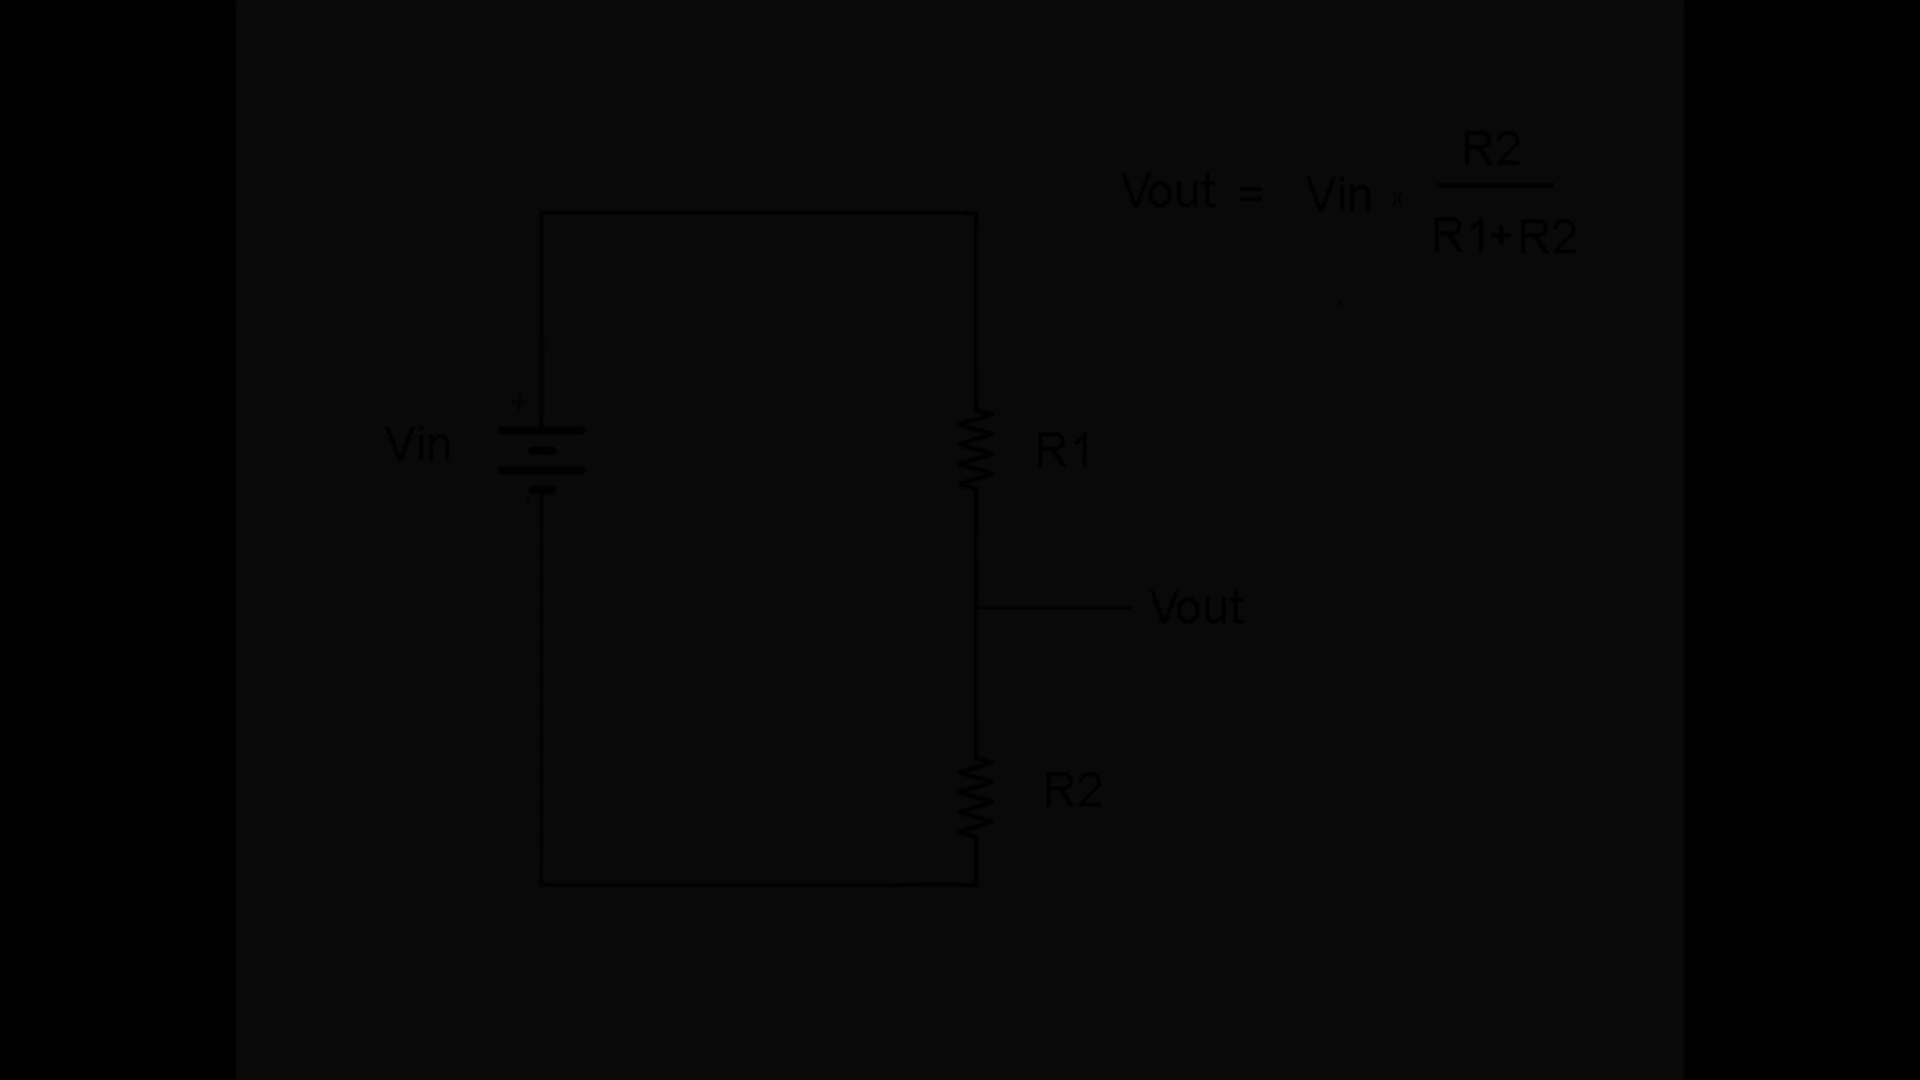 R2
Vout = Vin x
R1+R2
+
Vin
R1
Vout
R2